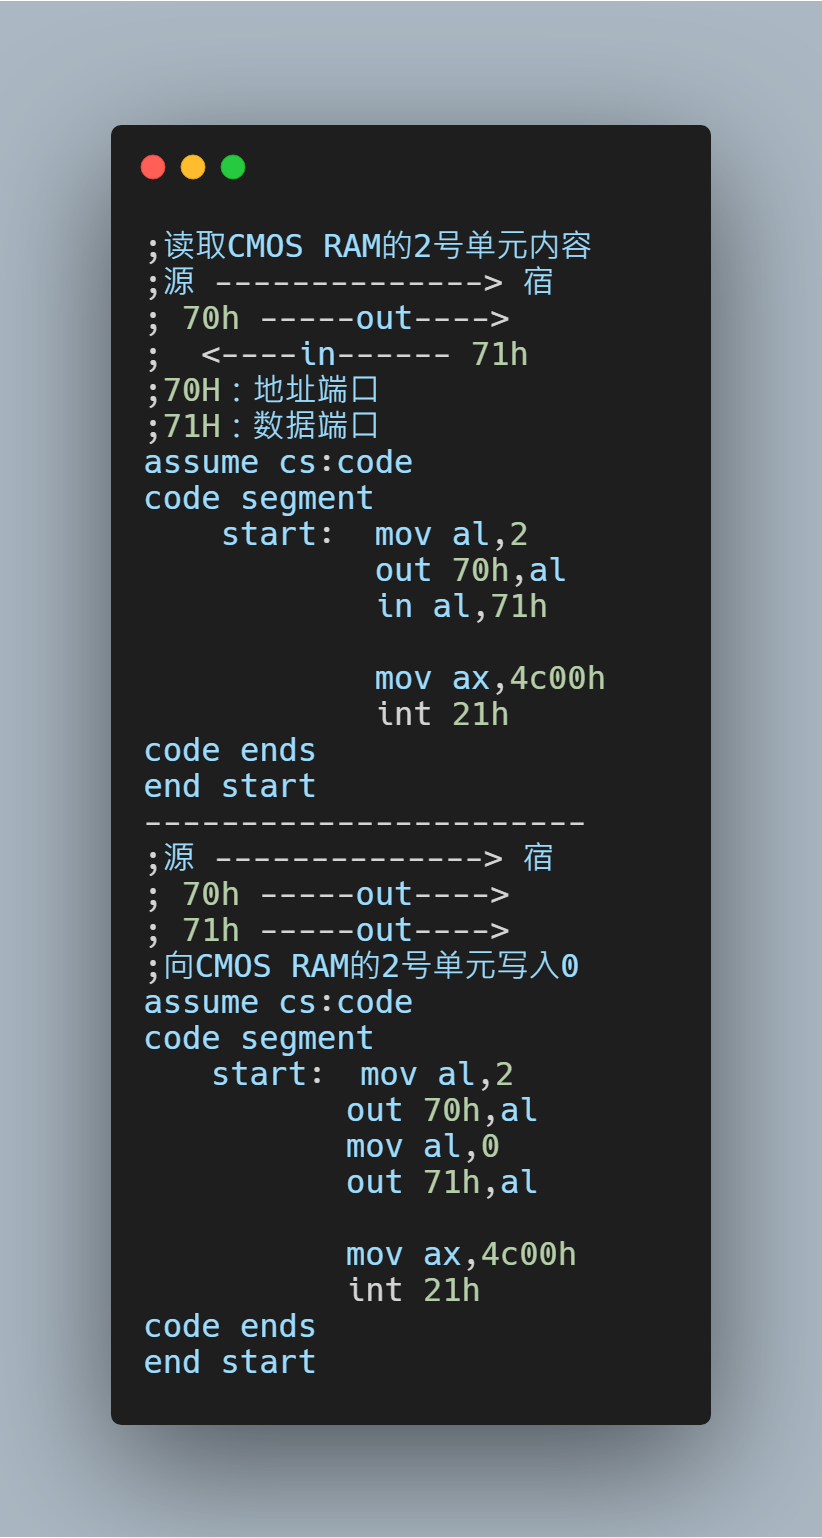 ;读取CMOS RAM的2号单元内容
;源 --------------> 宿
; 70h -----out---->
;  <----in------ 71h
;70H：地址端口
;71H：数据端口
assume cs:code
code segment
    start:  mov al,2
            out 70h,al
            in al,71h

            mov ax,4c00h
            int 21h
code ends
end start
-----------------------
;源 --------------> 宿
; 70h -----out---->
; 71h -----out---->
;向CMOS RAM的2号单元写入0
assume cs:code
code segment
    start:  mov al,2
            out 70h,al
            mov al,0
            out 71h,al

            mov ax,4c00h
            int 21h
code ends
end start